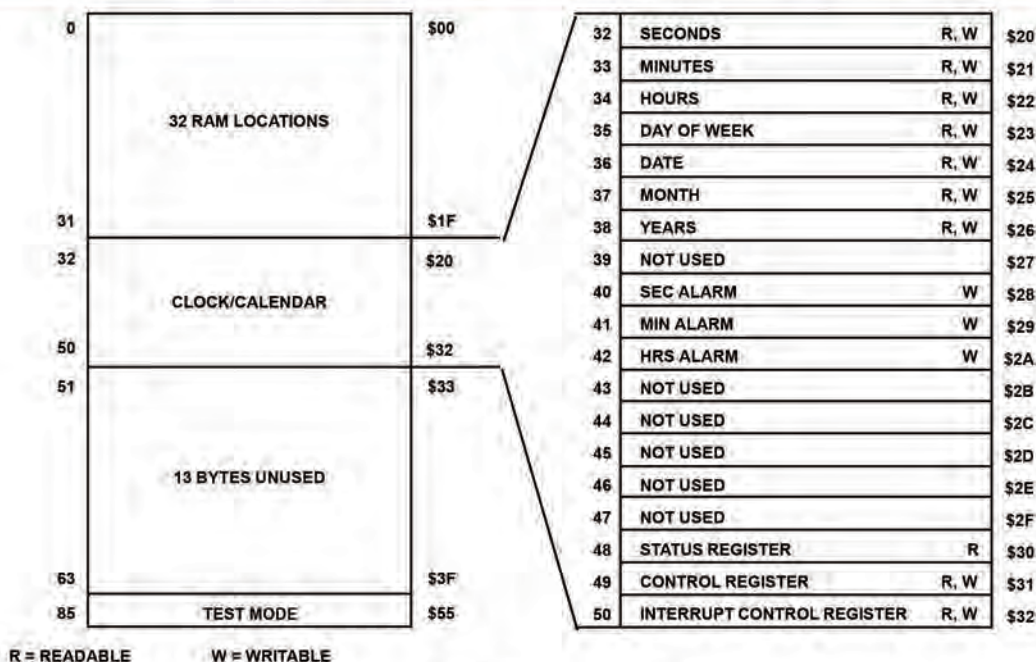 0 $00
32 RAM LOCATIONS
31 $1F
32 $20
CLOCK/CALENDAR
50 $32
51 $33
13 BYTES UNUSED
63 $3F
85 TEST MODE $55
32 SECONDS R, W $20
33 MINUTES R, W $21
34 HOURS R, W $22
35 DAY OF WEEK R, W $23
36 DATE R, W $24
37 MONTH R, W $25
38 YEARS R, W $26
39 NOT USED $27
40 SEC ALARM W $28
41 MIN ALARM W $29
42 HRS ALARM W $2A
43 NOT USED $2B
44 NOT USED $2C
45 NOT USED $2D
46 NOT USED $2E
47 NOT USED $2F
48 STATUS REGISTER R $30
49 CONTROL REGISTER R, W $31
50 INTERRUPT CONTROL REGISTER R, W $32
R = READABLE W = WRITABLE